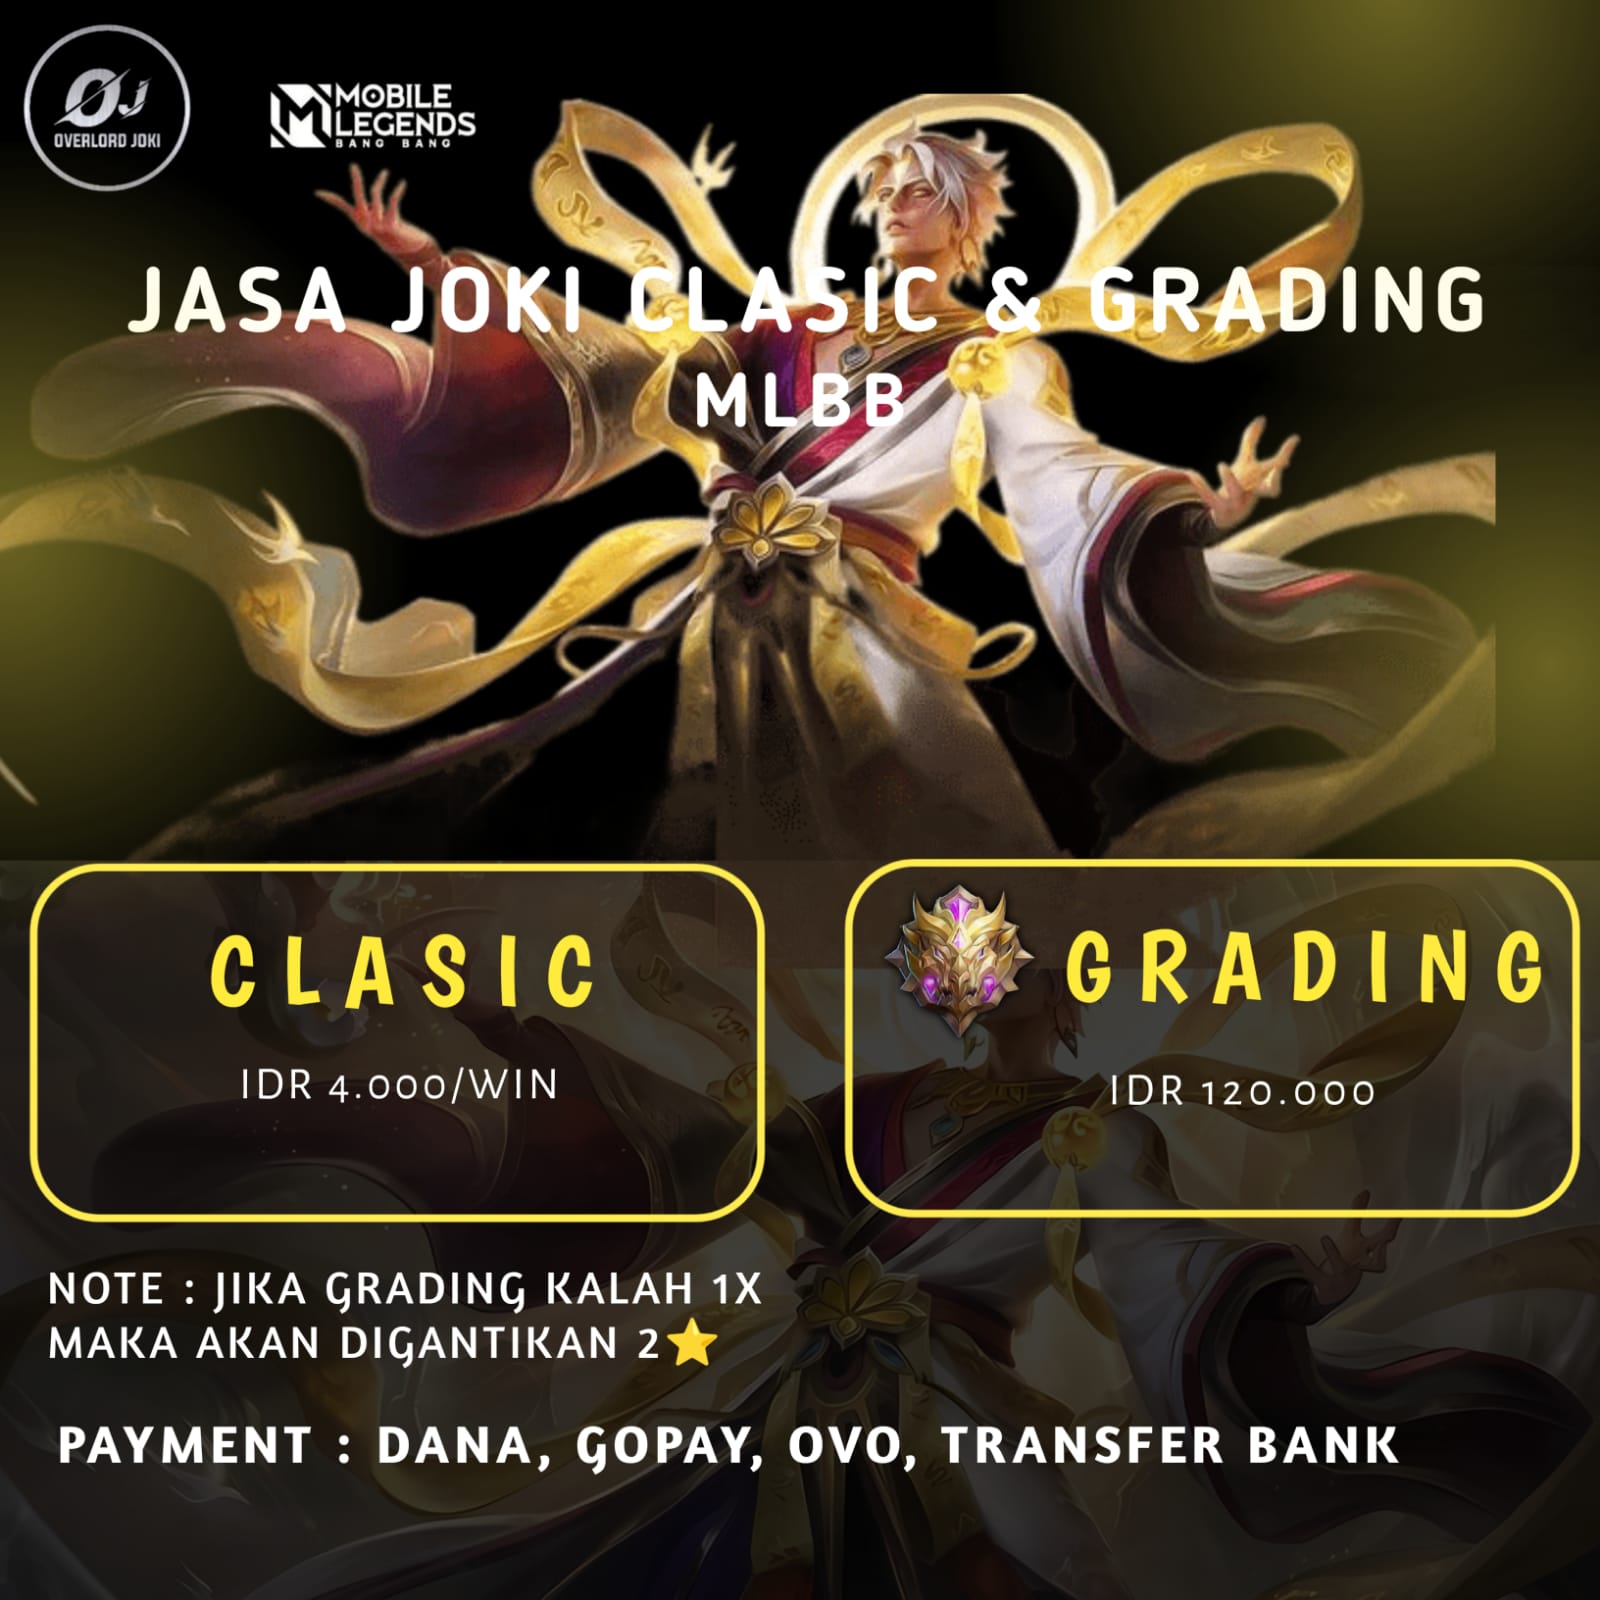 OJ
OVERLORD JOKI
MOBILE
LEGENDS
BANG BANG
JASA JOKI CLASIC & GRADING
MLBB
CLASIC
IDR 4.000/WIN
GRADING
IDR 120.000
NOTE : JIKA GRADING KALAH 1X
MAKA AKAN DIGANTIKAN 2⭐
PAYMENT : DANA, GOPAY, OVO, TRANSFER BANK